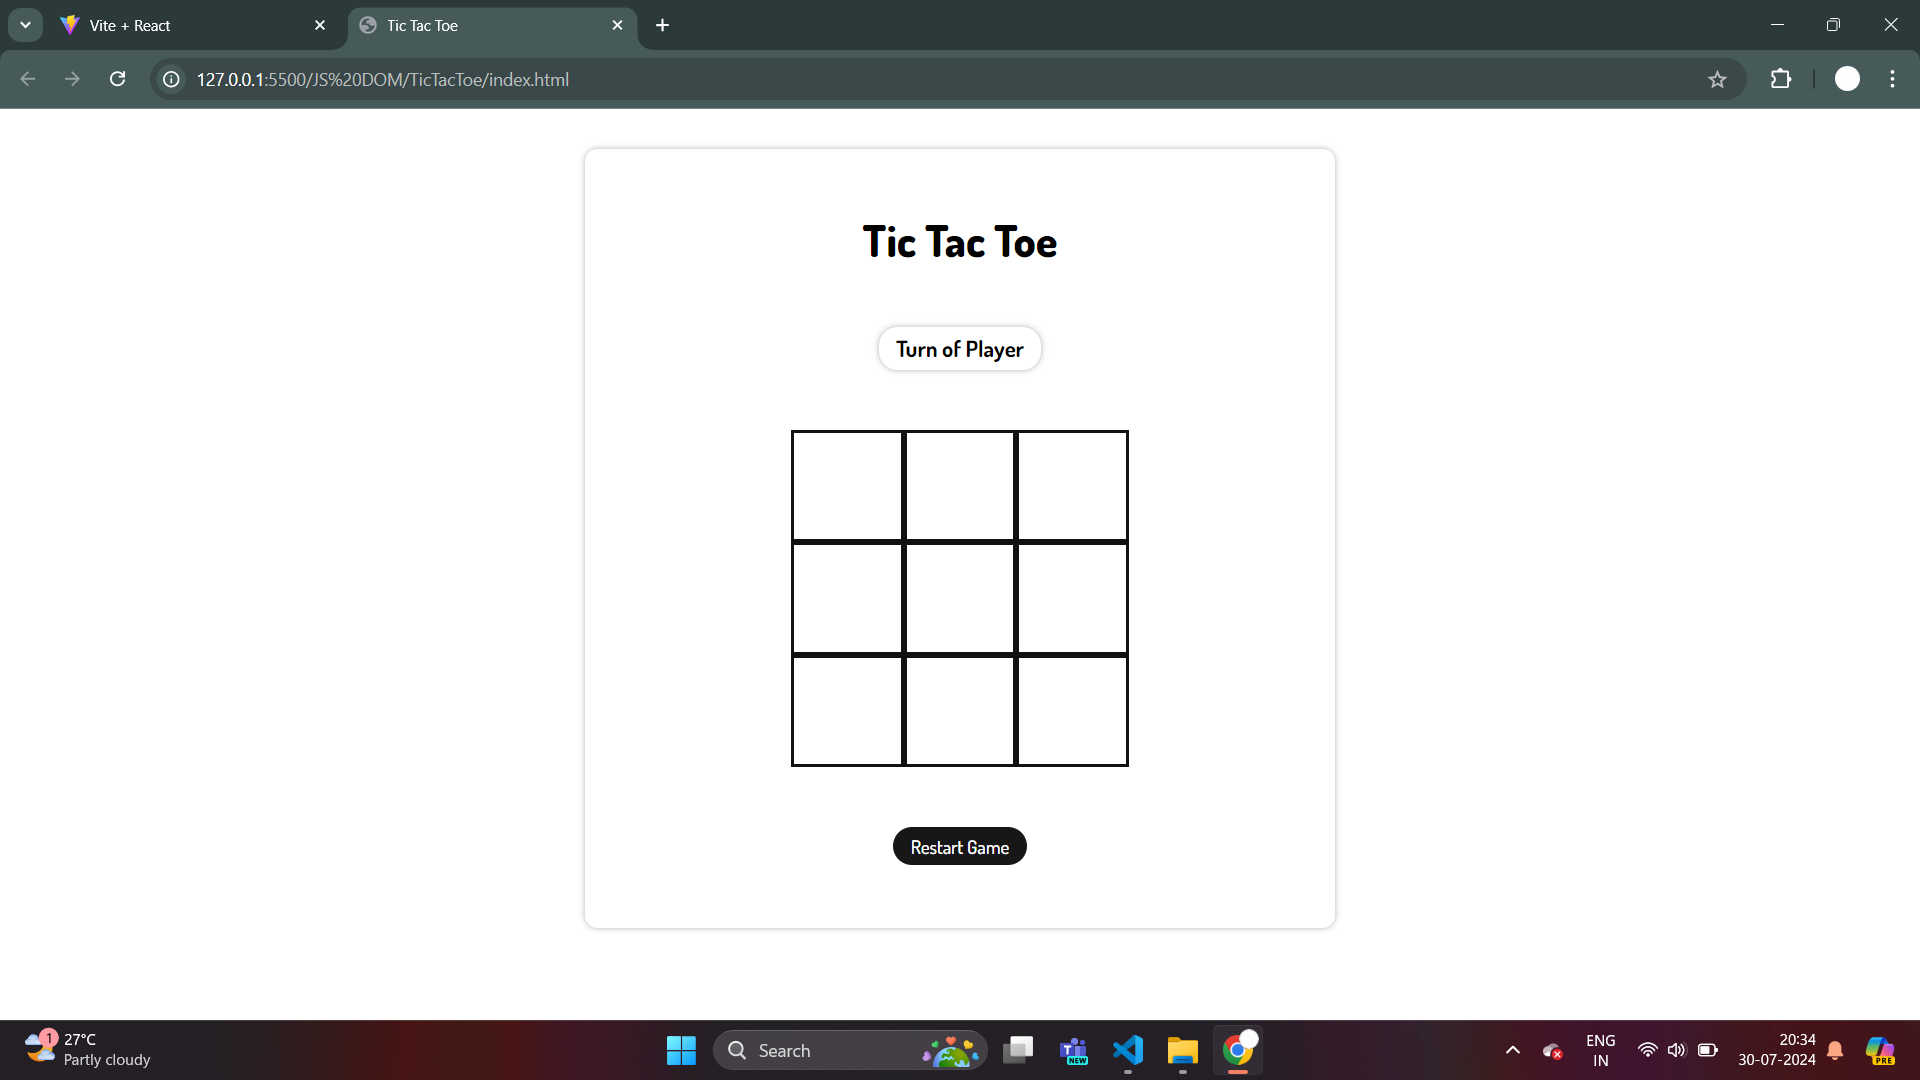 Vite + React
Tic Tac Toe
127.0.0.1:5500/JS%20DOM/TicTacToe/index.html
Tic Tac Toe
Turn of Player
Restart Game
1
27°C
Partly cloudy
Search
T
NEW
ENG
IN
20:34
30-07-2024
PRE